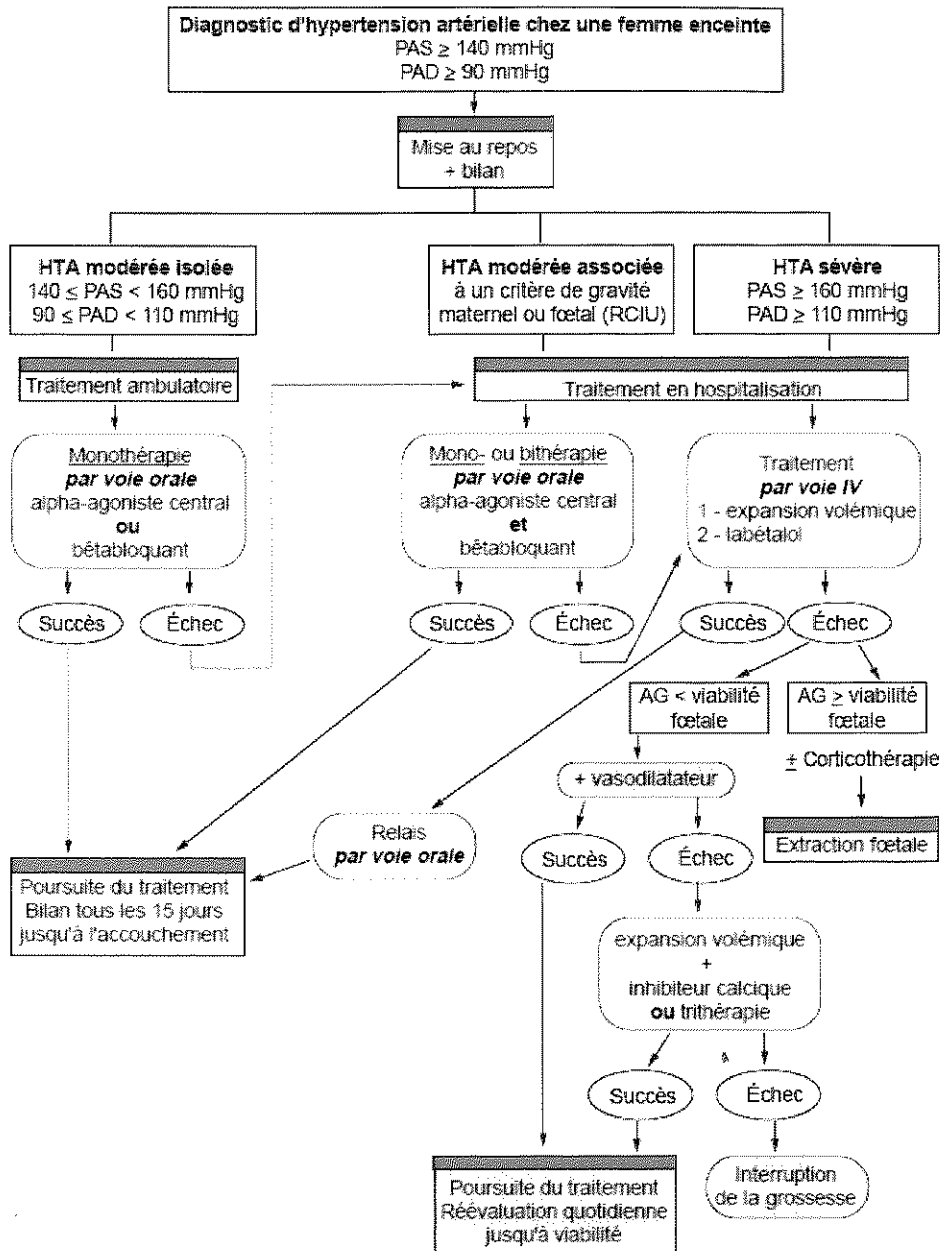 Diagnostic d'hypertension artérielle chez une femme enceinte
PAS ≥ 140 mmHg
PAD ≥ 90 mmHg
Mise au repos
+ bilan
HTA modérée isolée
140 ≤ PAS < 160 mmHg
90 ≤ PAD < 110 mmHg
HTA modérée associée
à un critère de gravité
maternel ou fœtal (RCIU)
HTA sévère
PAS ≥ 160 mmHg
PAD ≥ 110 mmHg
Traitement ambulatoire
Traitement en hospitalisation
Monothérapie
par voie orale
alpha-agoniste central
ou
bêtabloquant
Mono- ou bithérapie
par voie orale
alpha-agoniste central
et
bêtabloquant
Traitement
par voie IV
1 - expansion volémique
2 - labétalol
Succès
Échec
Succès
Échec
Succès
Échec
AG < viabilité
fœtale
AG ≥ viabilité
fœtale
+ vasodilatateur
± Corticothérapie
Relais
par voie orale
Succès
Échec
Extraction fœtale
Poursuite du traitement
Bilan tous les 15 jours
jusqu'à l'accouchement
expansion volémique
+
inhibiteur calcique
ou trithérapie
Succès
Échec
Poursuite du traitement
Réévaluation quotidienne
jusqu'à viabilité
Interruption
de la grossesse